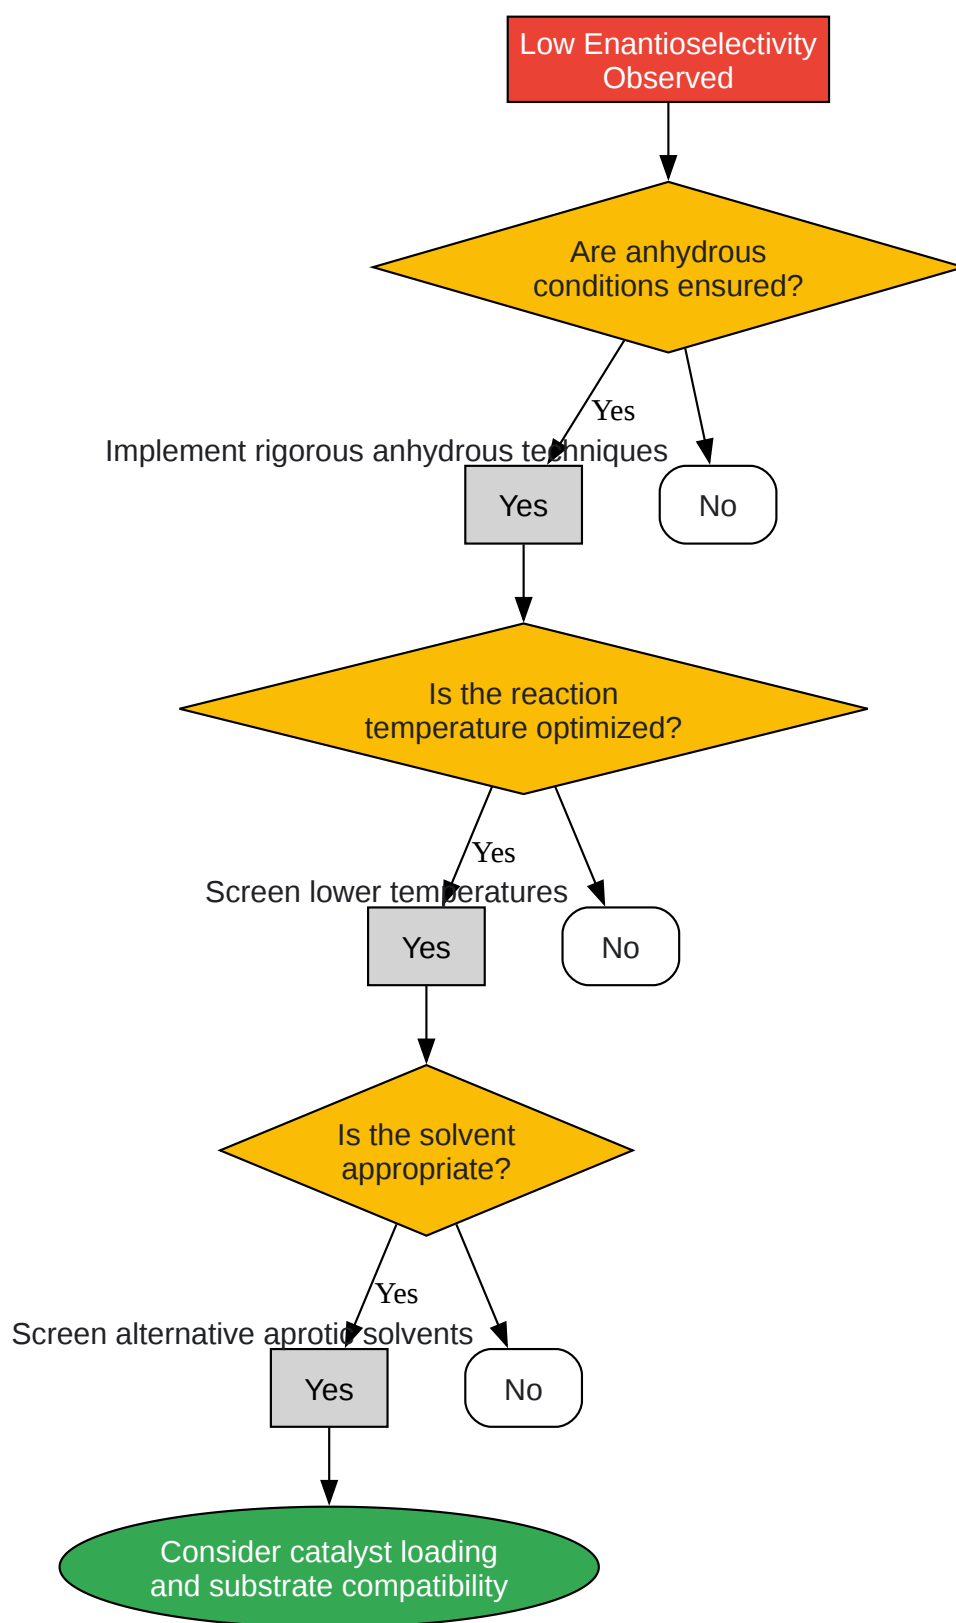 Low Enantioselectivity
Observed
Are anhydrous
conditions ensured?
Yes
Implement rigorous anhydrous techniques
Yes
No
Is the reaction
temperature optimized?
Yes
Screen lower temperatures
Yes
No
Is the solvent
appropriate?
Yes
Screen alternative aprotic solvents
Yes
No
Consider catalyst loading
and substrate compatibility